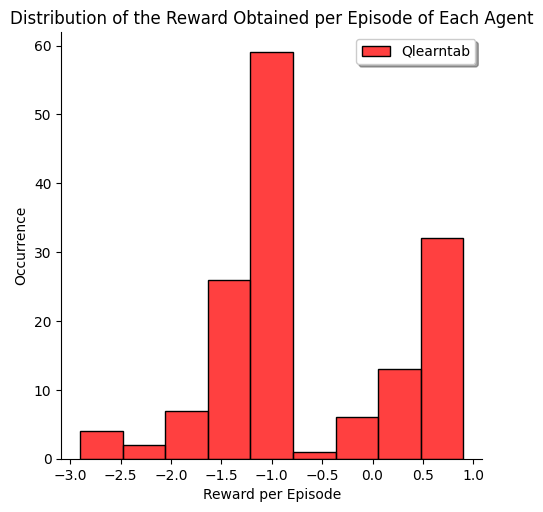 Distribution of the Reward Obtained per Episode of Each Agent
Qlearntab
Occurrence
60
50
40
30
20
10
0
−3.0 −2.5 −2.0 −1.5 −1.0 −0.5 0.0 0.5 1.0
Reward per Episode